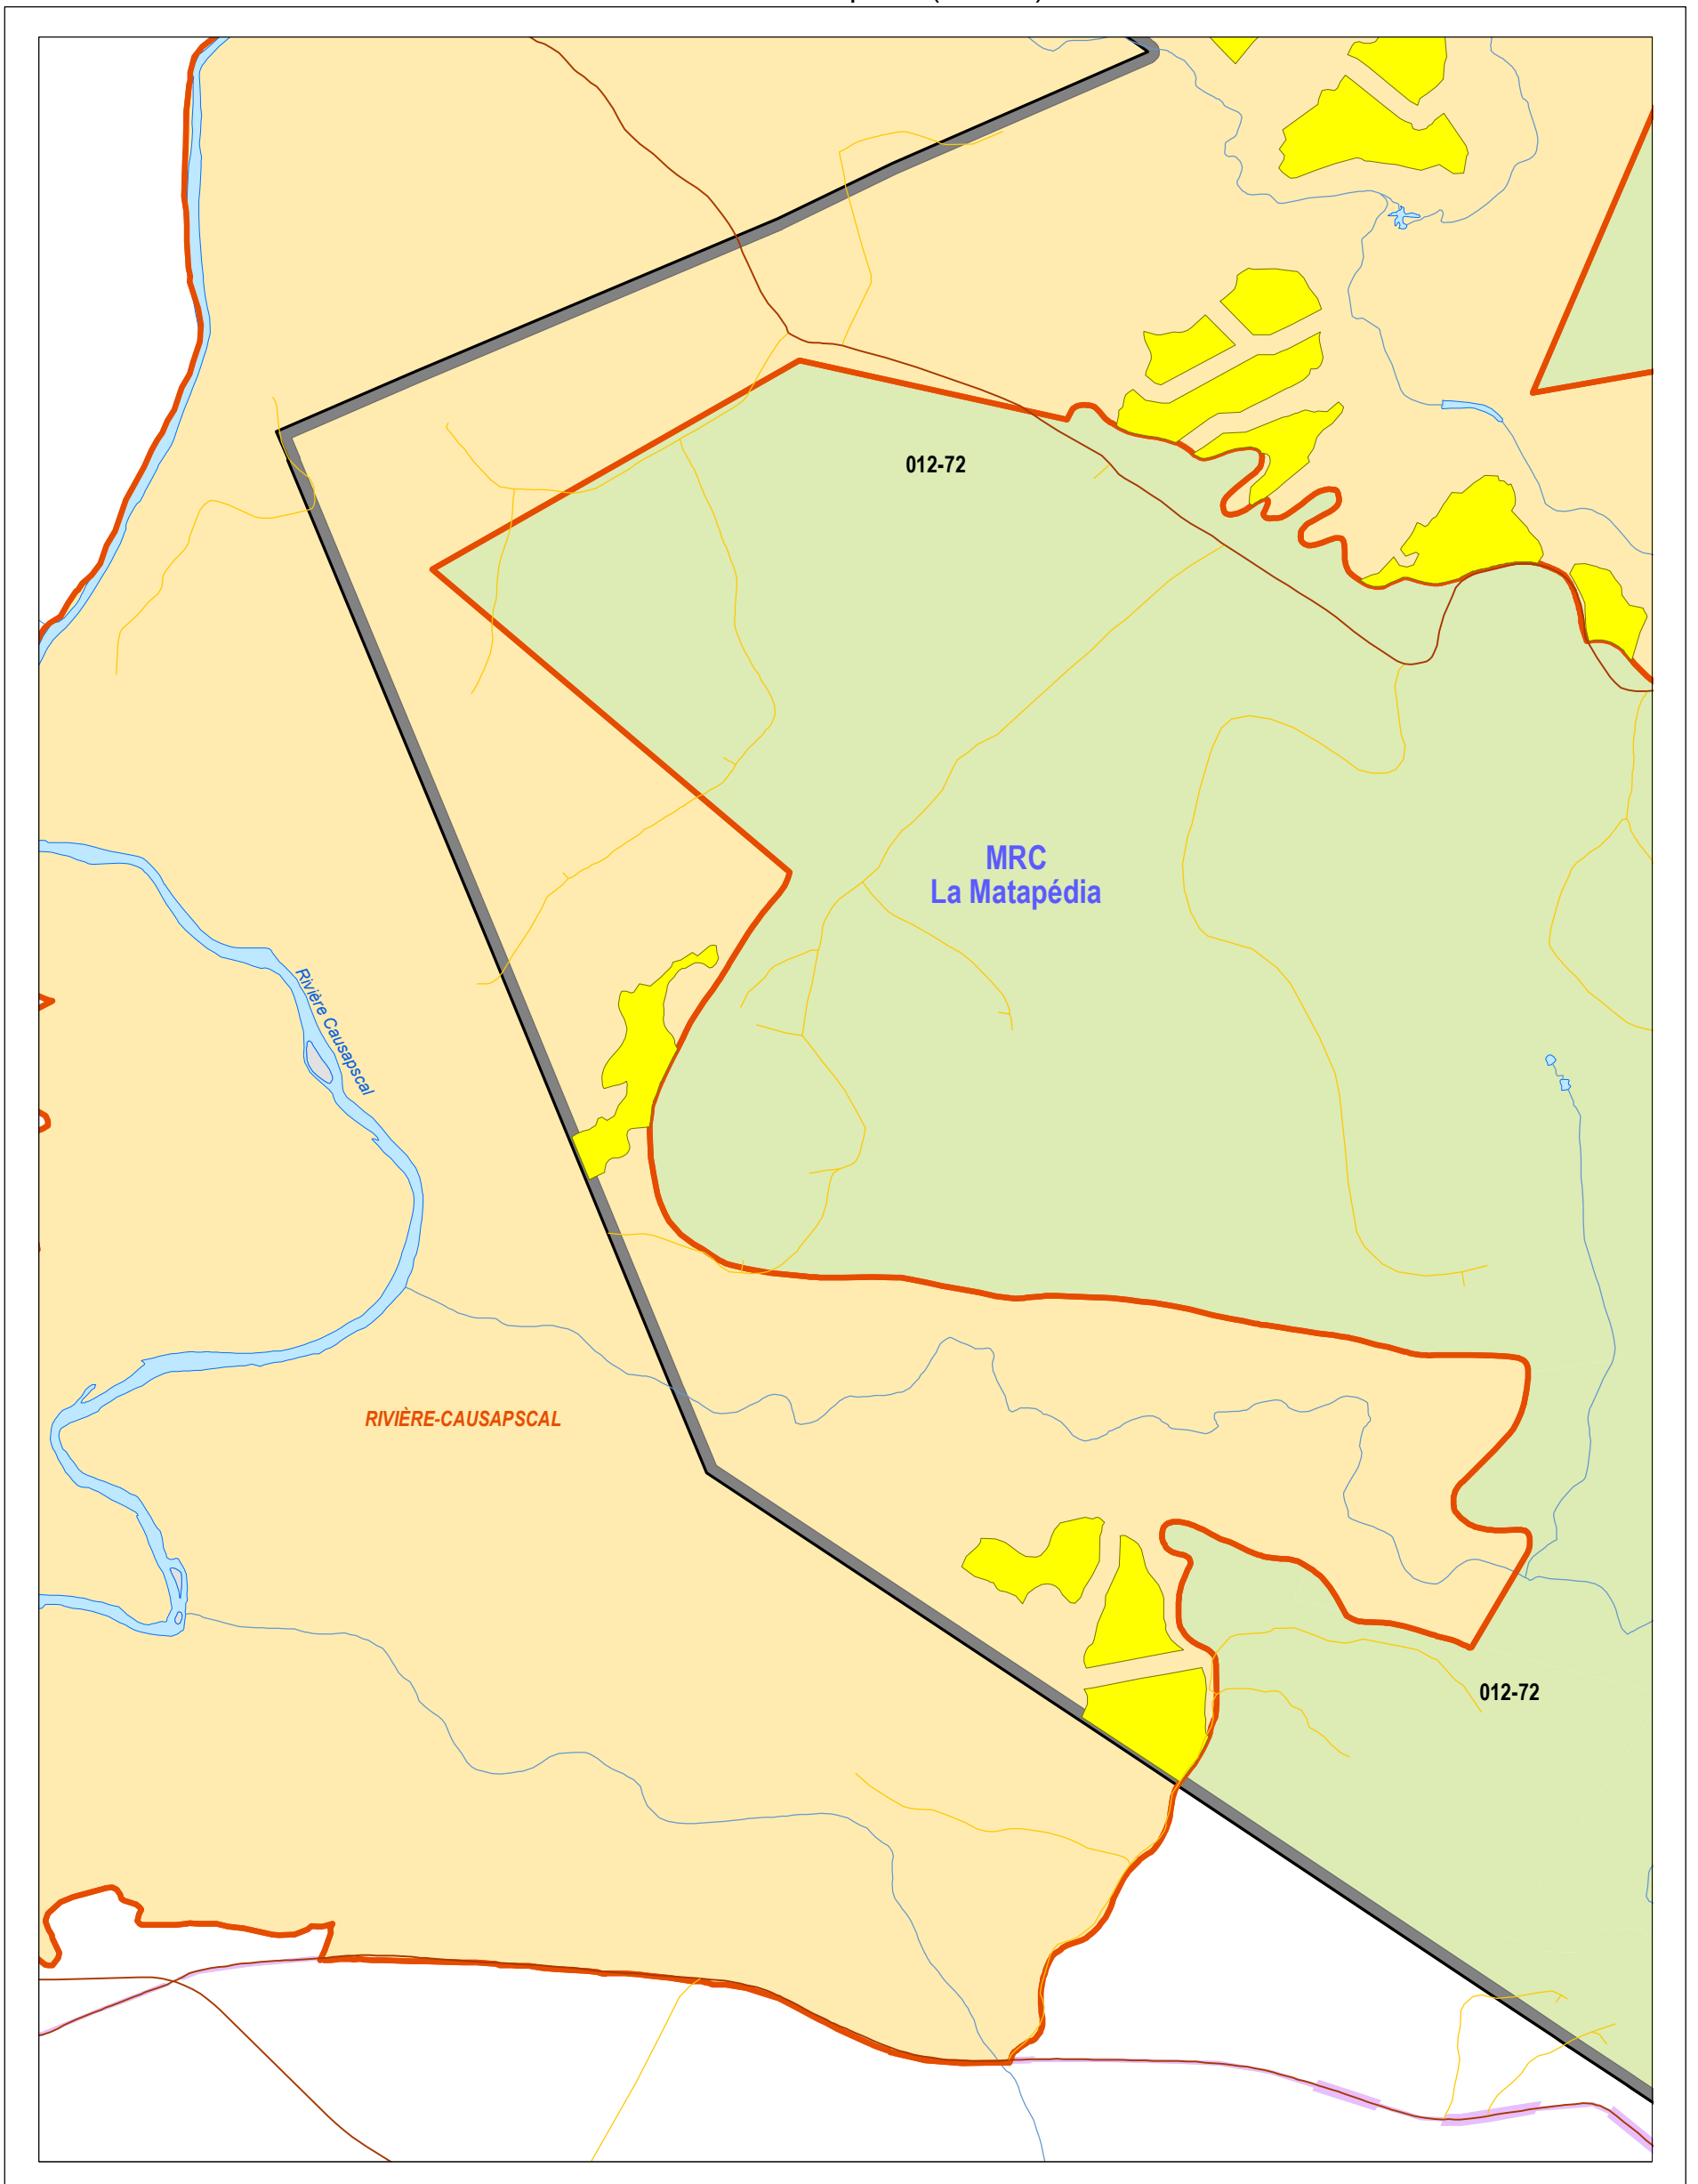 012-72
MRC
La Matapédia
Rivière Causapscal
RIVIÈRE-CAUSAPSCAL
012-72